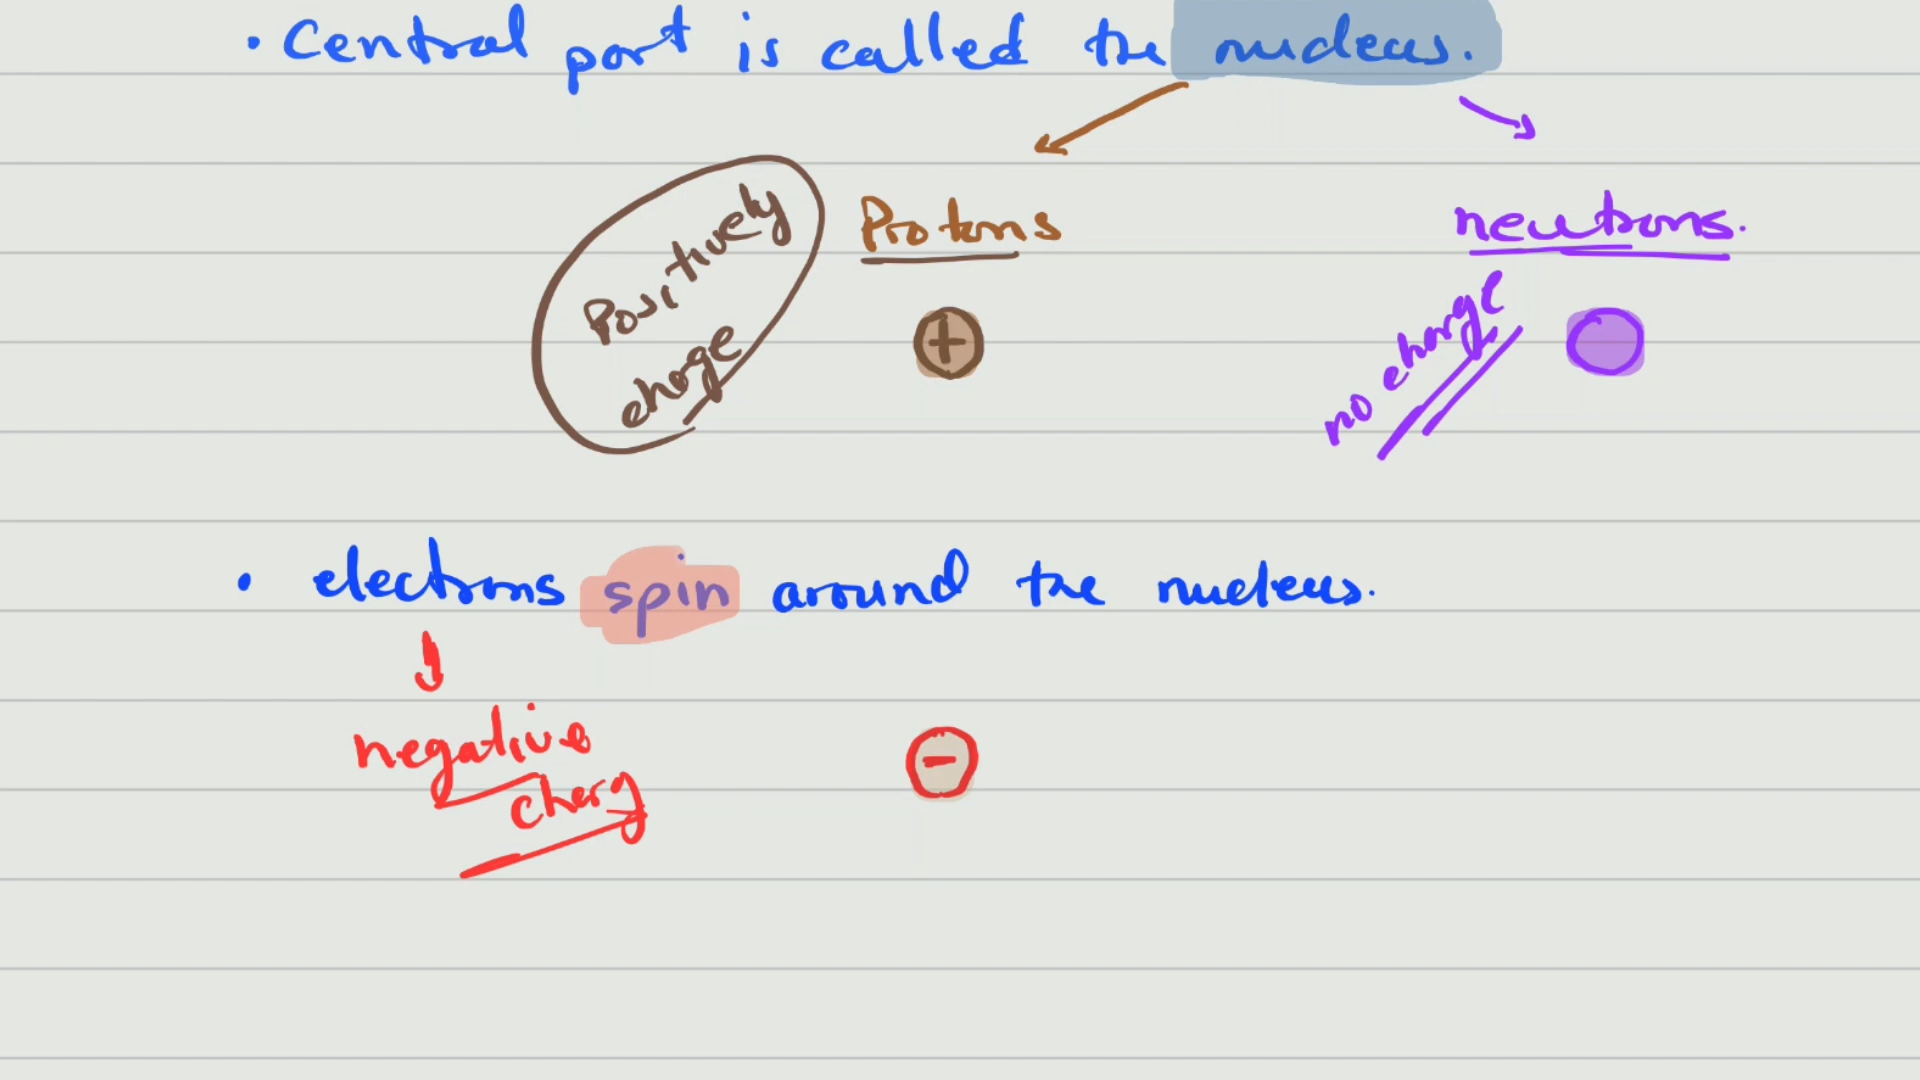 • Central part is called the nucleus.
Protons
neutrons.
Positively
charge
+
no charge
• electrons spin around the nucleus.
negative
charg
-